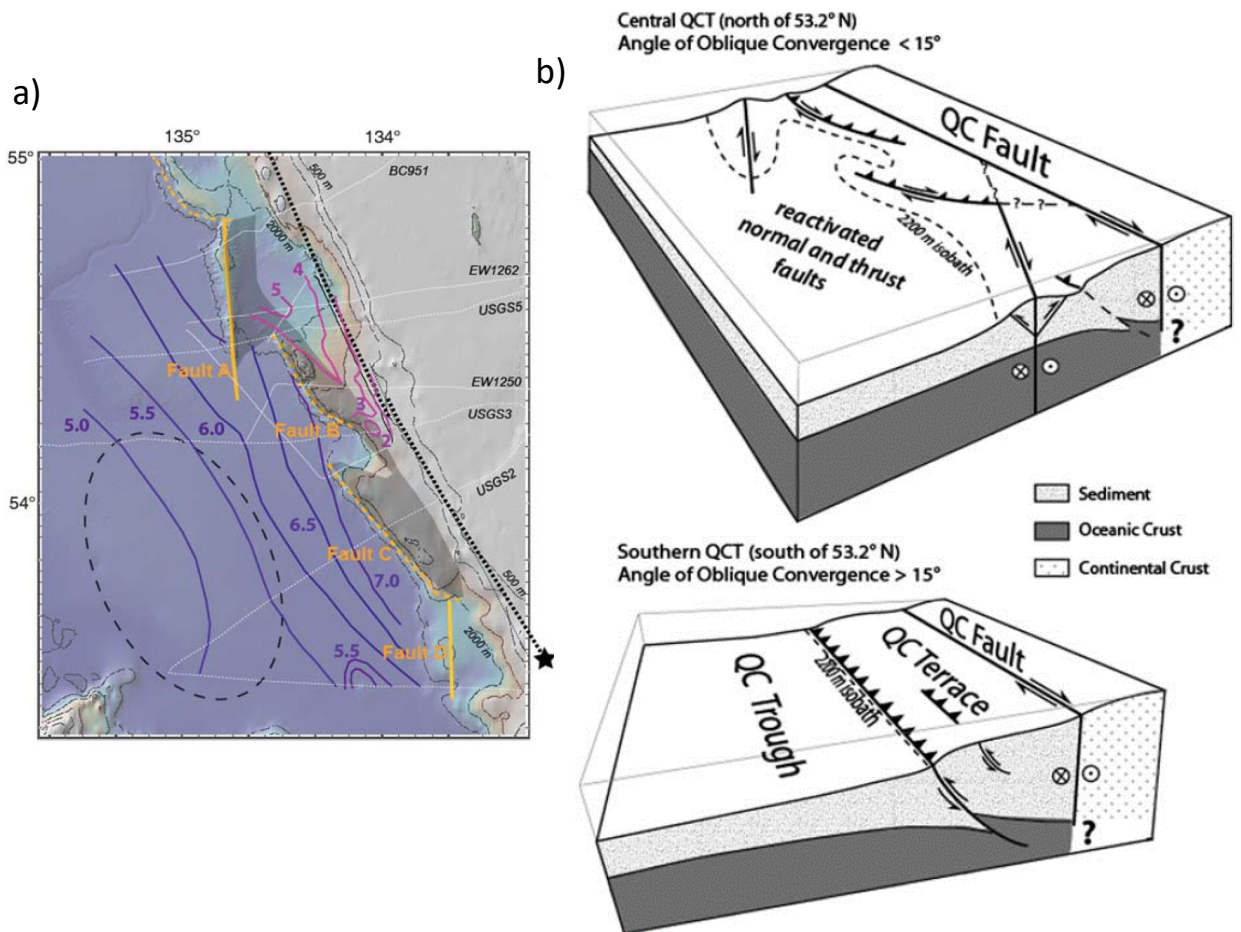 a)
135°
134°
55°
54°
500 m
BC951
2000 m
4
EW1262
5
USGS5
Fault A
EW1250
5.0
5.5
6.0
3
USGS3
Fault B
2
USGS2
6.5
Fault C
7.0
500 m
5.5
Fault D
2000 m
b)
Central QCT (north of 53.2° N)
Angle of Oblique Convergence < 15°
QC Fault
?
?-?-
2200 m isobath
reactivated
normal and thrust
faults
?
Sediment
Oceanic Crust
Continental Crust
Southern QCT (south of 53.2° N)
Angle of Oblique Convergence > 15°
QC Fault
QC Terrace
2200 m isobath
QC Trough
?